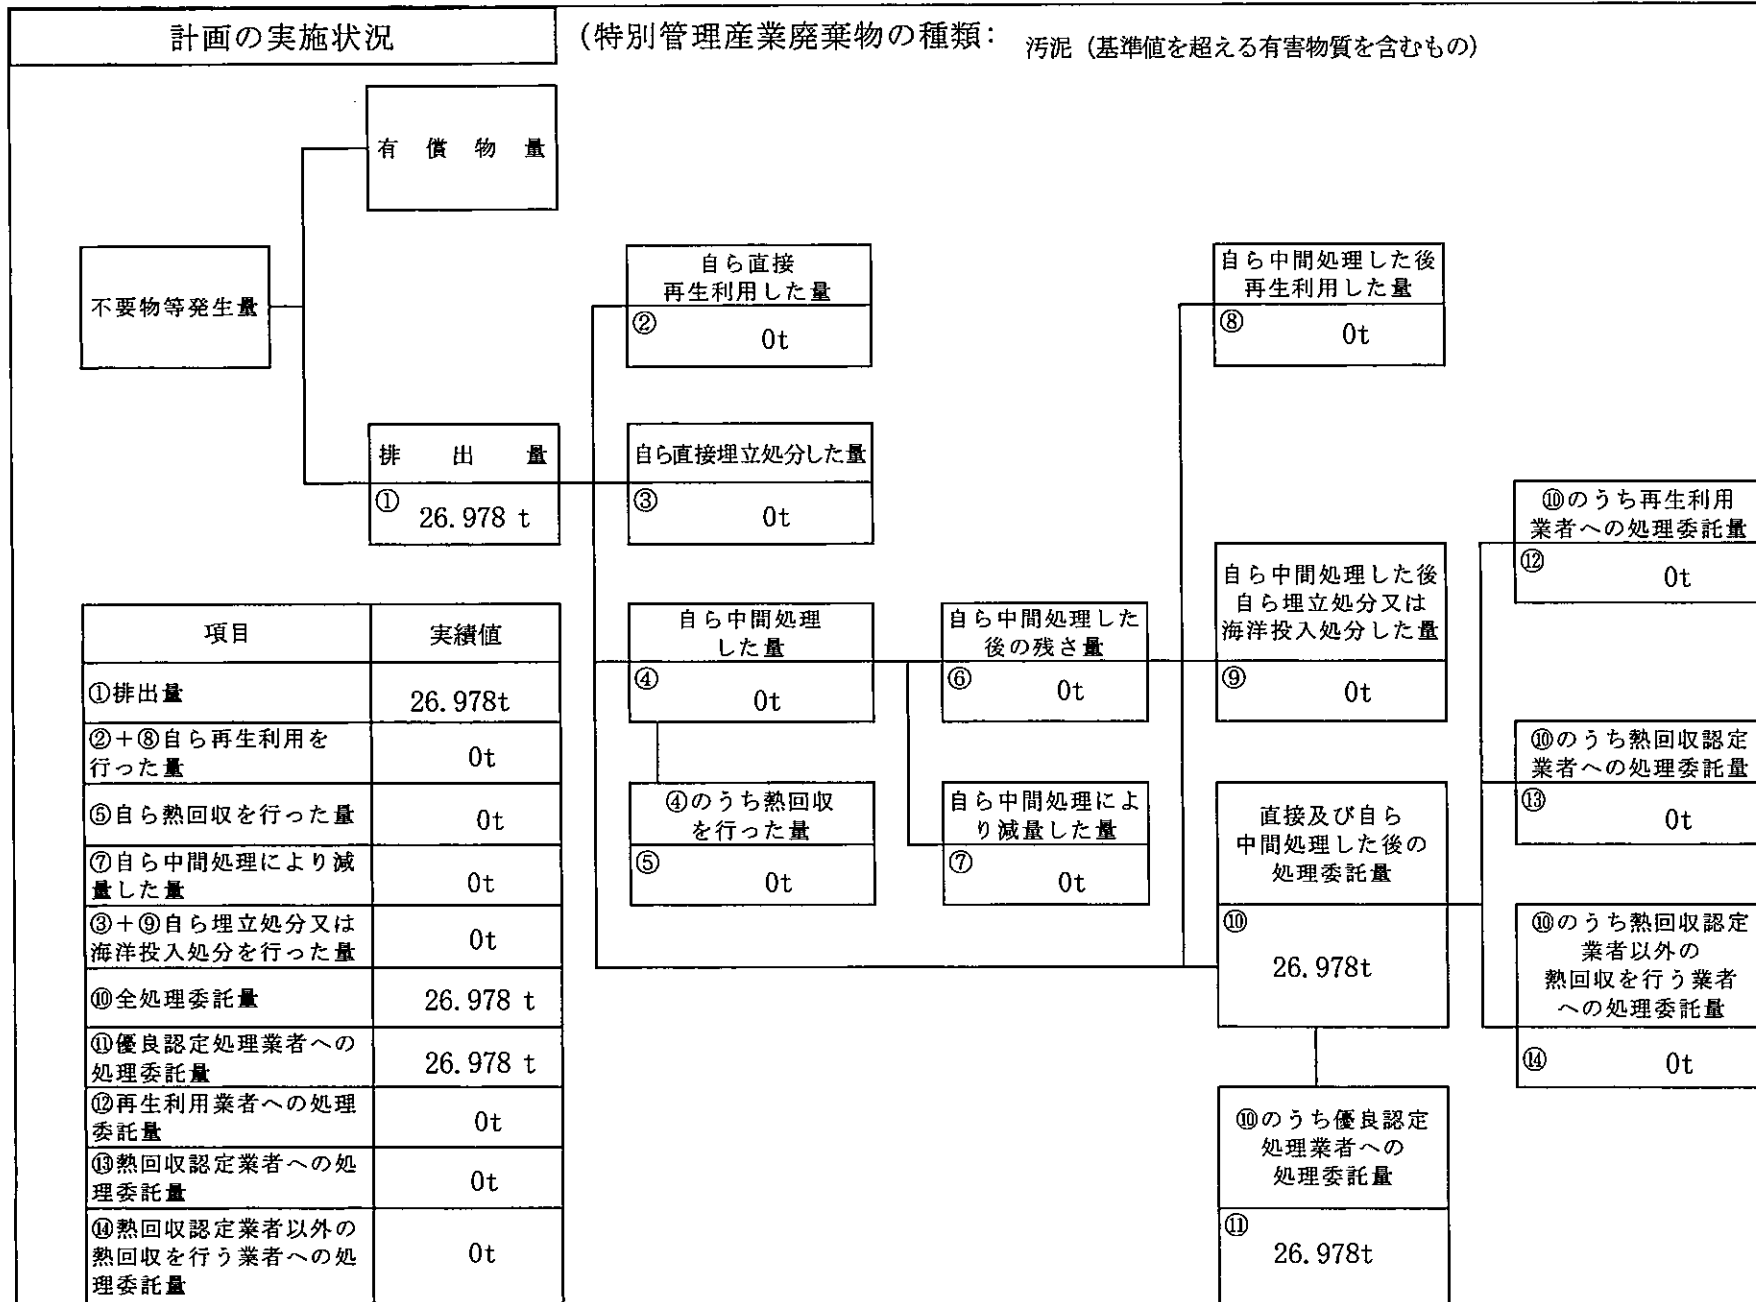 計画の実施状況
(特別管理産業廃棄物の種類： 汚泥（基準値を超える有害物質を含むもの）
有償物量
不要物等発生量
排出量
① 26.978 t
自ら直接
再生利用した量
② 0t
自ら直接埋立処分した量
③ 0t
自ら中間処理
した量
④ 0t
④のうち熱回収
を行った量
⑤ 0t
自ら中間処理した
後の残さ量
⑥ 0t
自ら中間処理によ
り減量した量
⑦ 0t
自ら中間処理した後
再生利用した量
⑧ 0t
自ら中間処理した後
自ら埋立処分又は
海洋投入処分した量
⑨ 0t
直接及び自ら
中間処理した後の
処理委託量
⑩
26.978t
⑩のうち優良認定
処理業者への
処理委託量
⑪
26.978t
⑩のうち再生利用
業者への処理委託量
⑫ 0t
⑩のうち熱回収認定
業者への処理委託量
⑬ 0t
⑩のうち熱回収認定
業者以外の
熱回収を行う業者
への処理委託量
⑭ 0t
項目 実績値
①排出量 26.978t
②＋⑧自ら再生利用を
行った量 0t
⑤自ら熱回収を行った量 0t
⑦自ら中間処理により減
量した量 0t
③＋⑨自ら埋立処分又は
海洋投入処分を行った量 0t
⑩全処理委託量 26.978 t
⑪優良認定処理業者への
処理委託量 26.978 t
⑫再生利用業者への処理
委託量 0t
⑬熱回収認定業者への処
理委託量 0t
⑭熱回収認定業者以外の
熱回収を行う業者への処
理委託量 0t